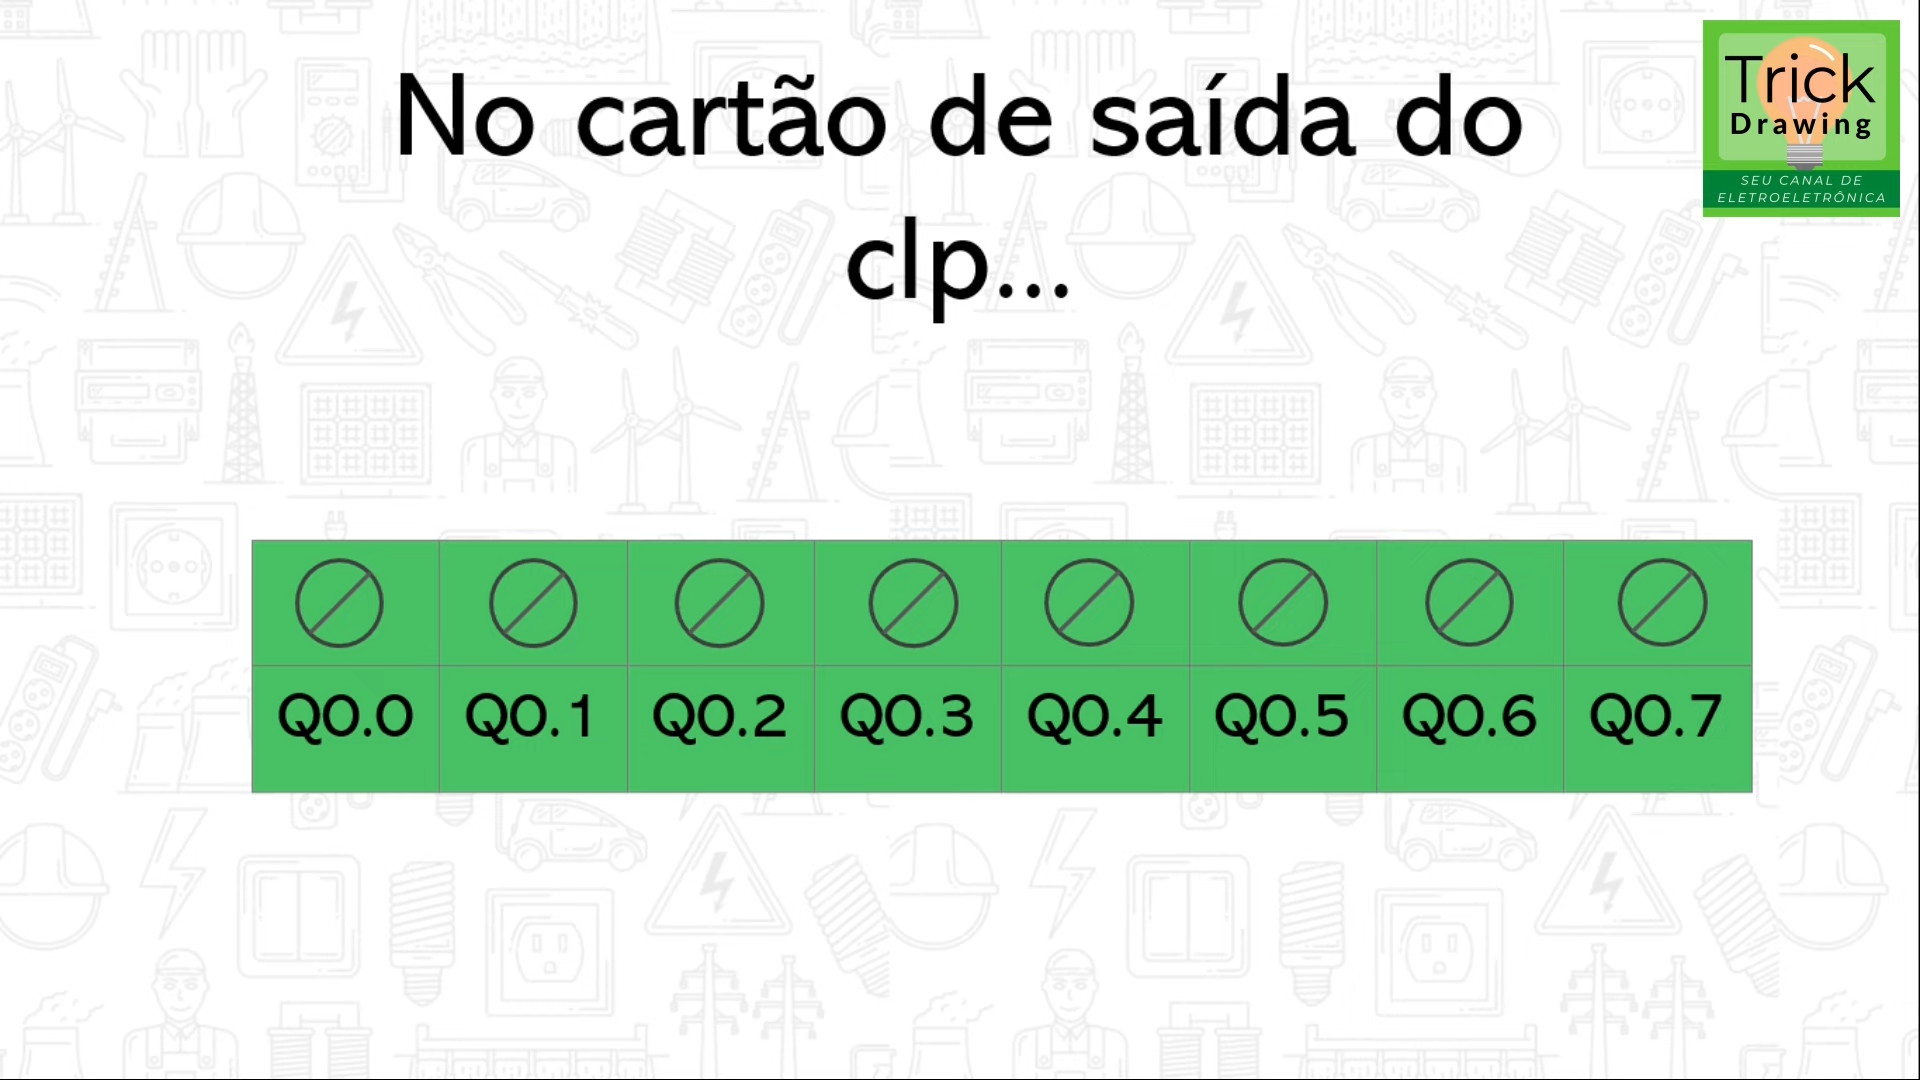 No cartão de saída do
clp...
Trick
Drawing
SEU CANAL DE
ELETROELETRÔNICA
Q0.0 Q0.1 Q0.2 Q0.3 Q0.4 Q0.5 Q0.6 Q0.7